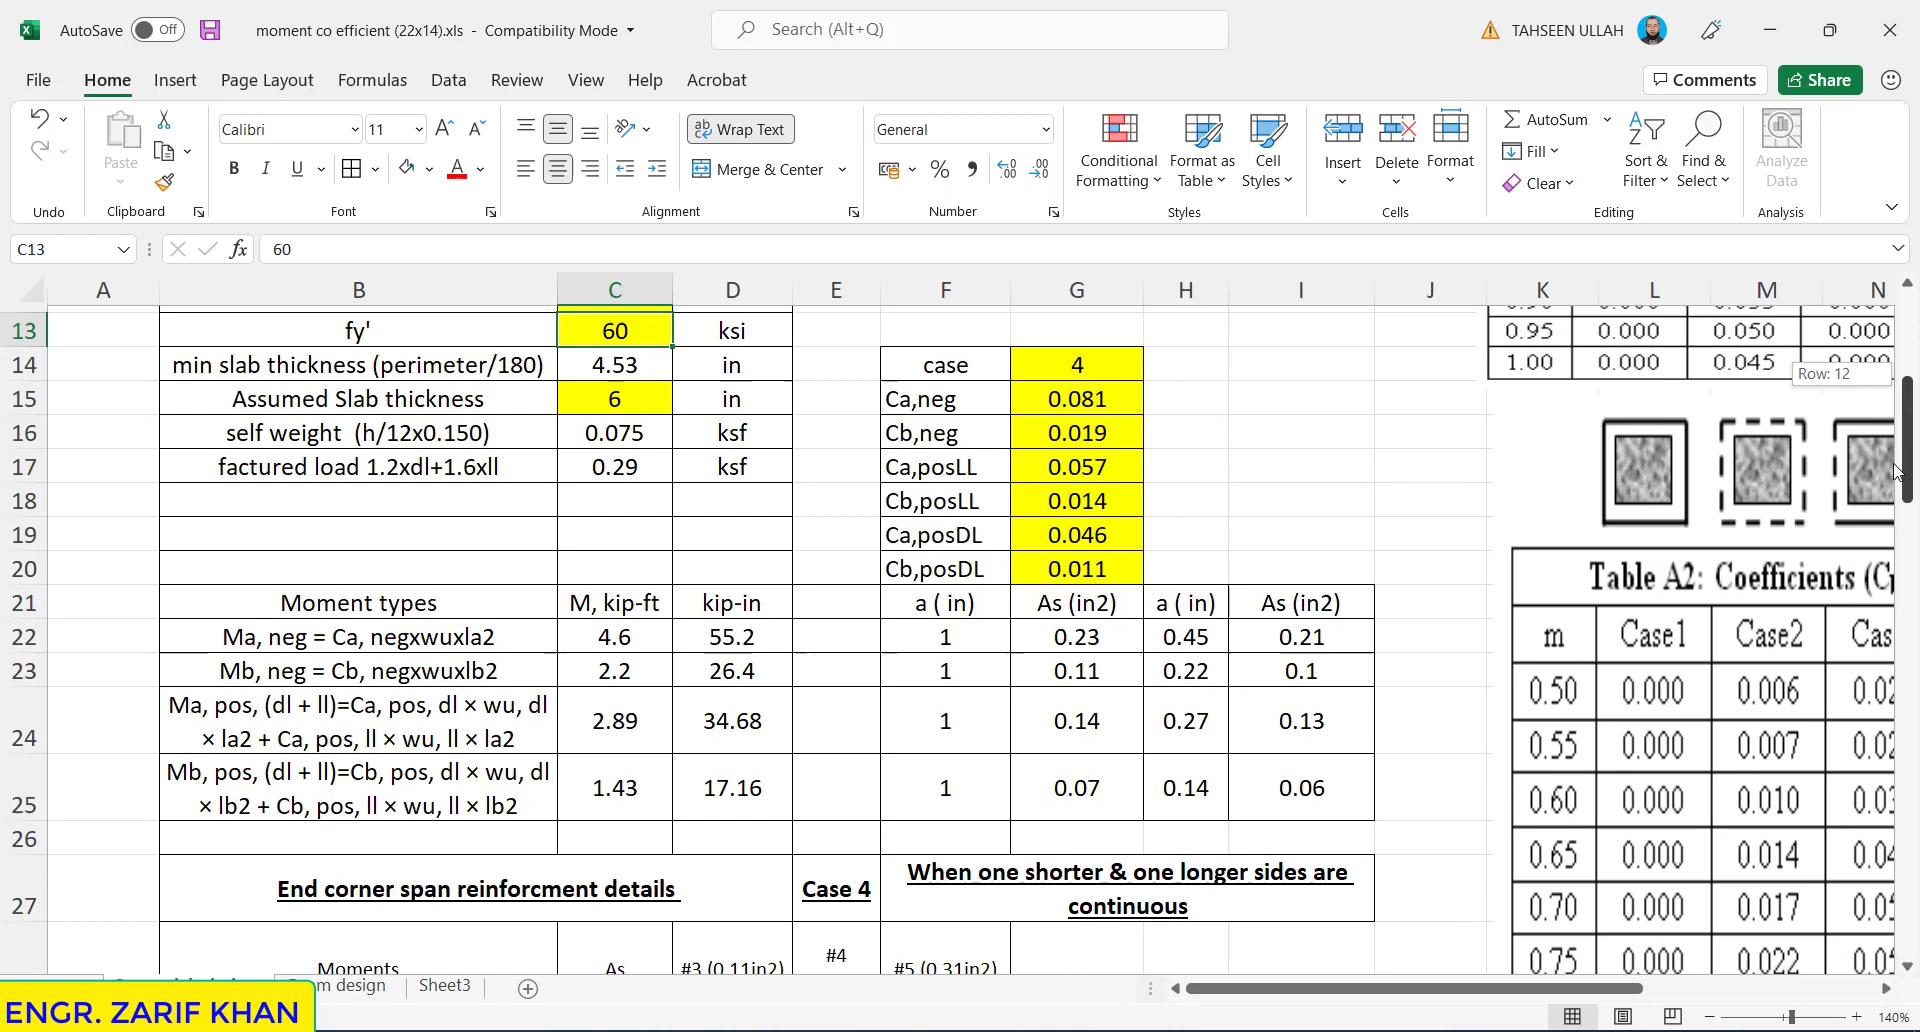 AutoSave Off moment co efficient (22x14).xls - Compatibility Mode Search (Alt+Q) TAHSEEN ULLAH
File Home Insert Page Layout Formulas Data Review View Help Acrobat Comments Share
Paste Calibri 11 Wrap Text General Conditional Formatting Format as Table Cell Styles Insert Delete Format AutoSum Fill Clear Sort & Filter Find & Select Analyze Data
B I U Merge & Center
Undo Clipboard Font Alignment Number Styles Cells Editing Analysis
C13 fx 60
A B C D E F G H I J K L M N
13 fy' 60 ksi 0.95 0.000 0.050 0.000
14 min slab thickness (perimeter/180) 4.53 in case 4 1.00 0.000 0.045
Row: 12
15 Assumed Slab thickness 6 in Ca,neg 0.081
16 self weight (h/12x0.150) 0.075 ksf Cb,neg 0.019
17 factured load 1.2xdl+1.6xll 0.29 ksf Ca,posLL 0.057
18 Cb,posLL 0.014
19 Ca,posDL 0.046
20 Cb,posDL 0.011
21 Moment types M, kip-ft kip-in a ( in) As (in2) a ( in) As (in2)
22 Ma, neg = Ca, negxwuxla2 4.6 55.2 1 0.23 0.45 0.21
23 Mb, neg = Cb, negxwuxlb2 2.2 26.4 1 0.11 0.22 0.1
24 Ma, pos, (dl + ll)=Ca, pos, dl × wu, dl
× la2 + Ca, pos, ll × wu, ll × la2 2.89 34.68 1 0.14 0.27 0.13
25 Mb, pos, (dl + ll)=Cb, pos, dl × wu, dl
× lb2 + Cb, pos, ll × wu, ll × lb2 1.43 17.16 1 0.07 0.14 0.06
26
27 End corner span reinforcment details Case 4 When one shorter & one longer sides are
continuous
Moments As #3 (0.11in2) #4 #5 (0.31in2)
Table A2: Coefficients
m Case1 Case2
0.50 0.000 0.006
0.55 0.000 0.007
0.60 0.000 0.010
0.65 0.000 0.014
0.70 0.000 0.017
0.75 0.000 0.022
design Sheet3
ENGR. ZARIF KHAN
140%